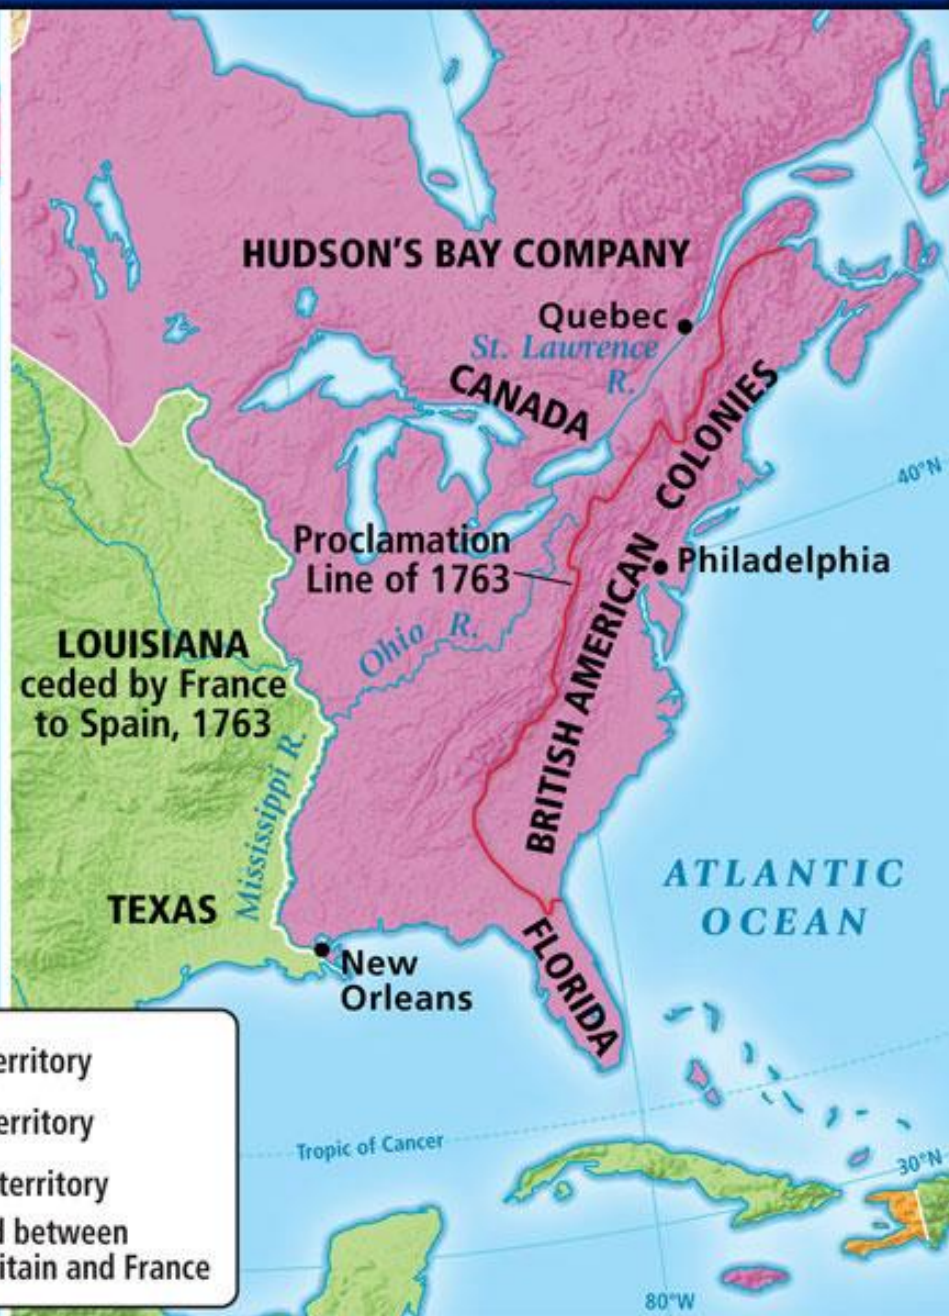 HUDSON'S BAY COMPANY
Quebec
St. Lawrence
R.
CANADA
COLONIES
40°N
Proclamation
Line of 1763
Philadelphia
BRITISH AMERICAN
Ohio R.
LOUISIANA
ceded by France
to Spain, 1763
Mississippi R.
ATLANTIC
OCEAN
TEXAS
FLORIDA
New
Orleans
erritory
erritory
territory
between
itain and France
Tropic of Cancer
30°N
80°W